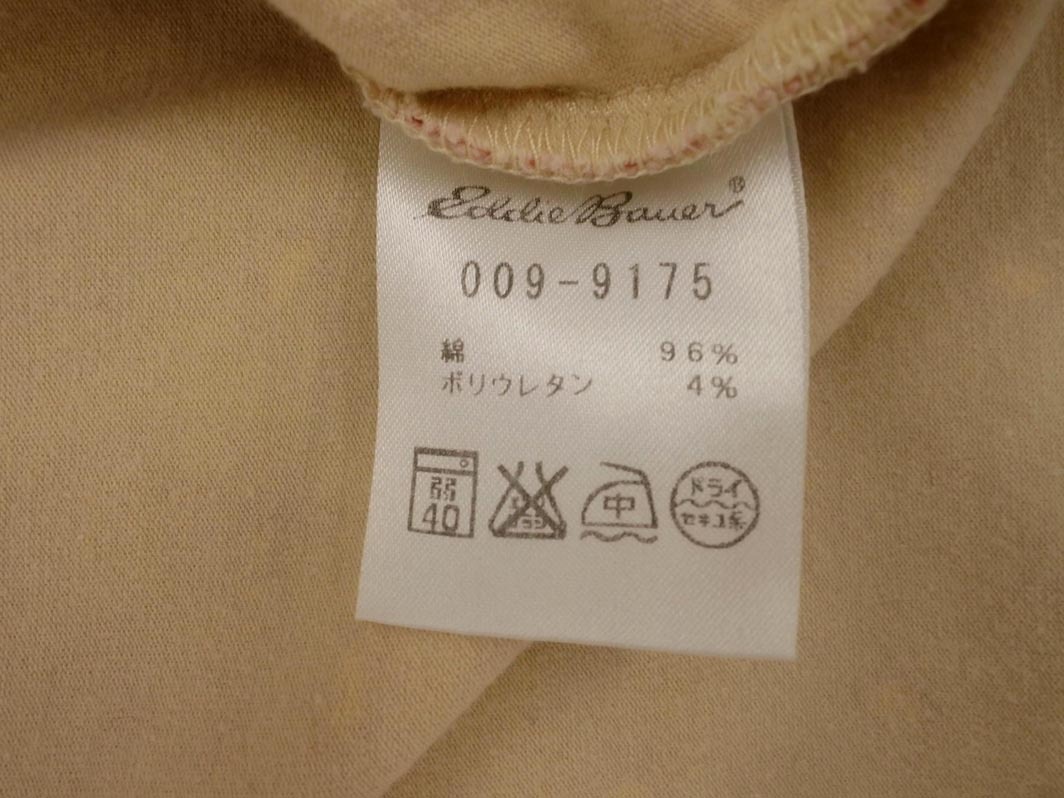 Eddie Bauer®
009-9175
綿 96%
ポリウレタン 4%
弱 中 ドライ
40 セキユ系